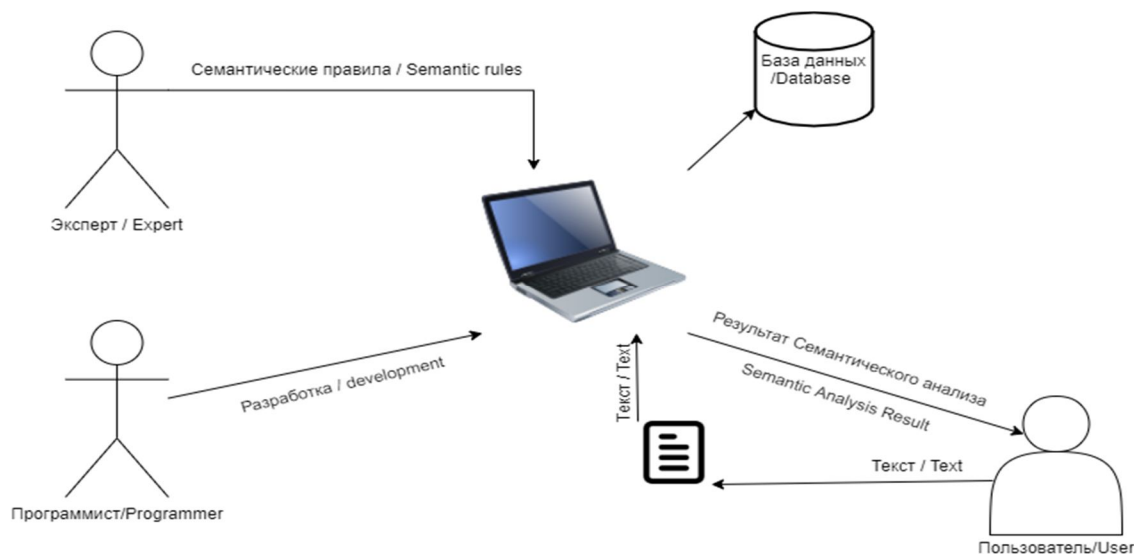 Семантические правила / Semantic rules
База данных
/Database
Эксперт / Expert
Разработка / development
Текст / Text
Результат Семантического анализа
Semantic Analysis Result
Текст / Text
Программист/Programmer
Пользователь/User